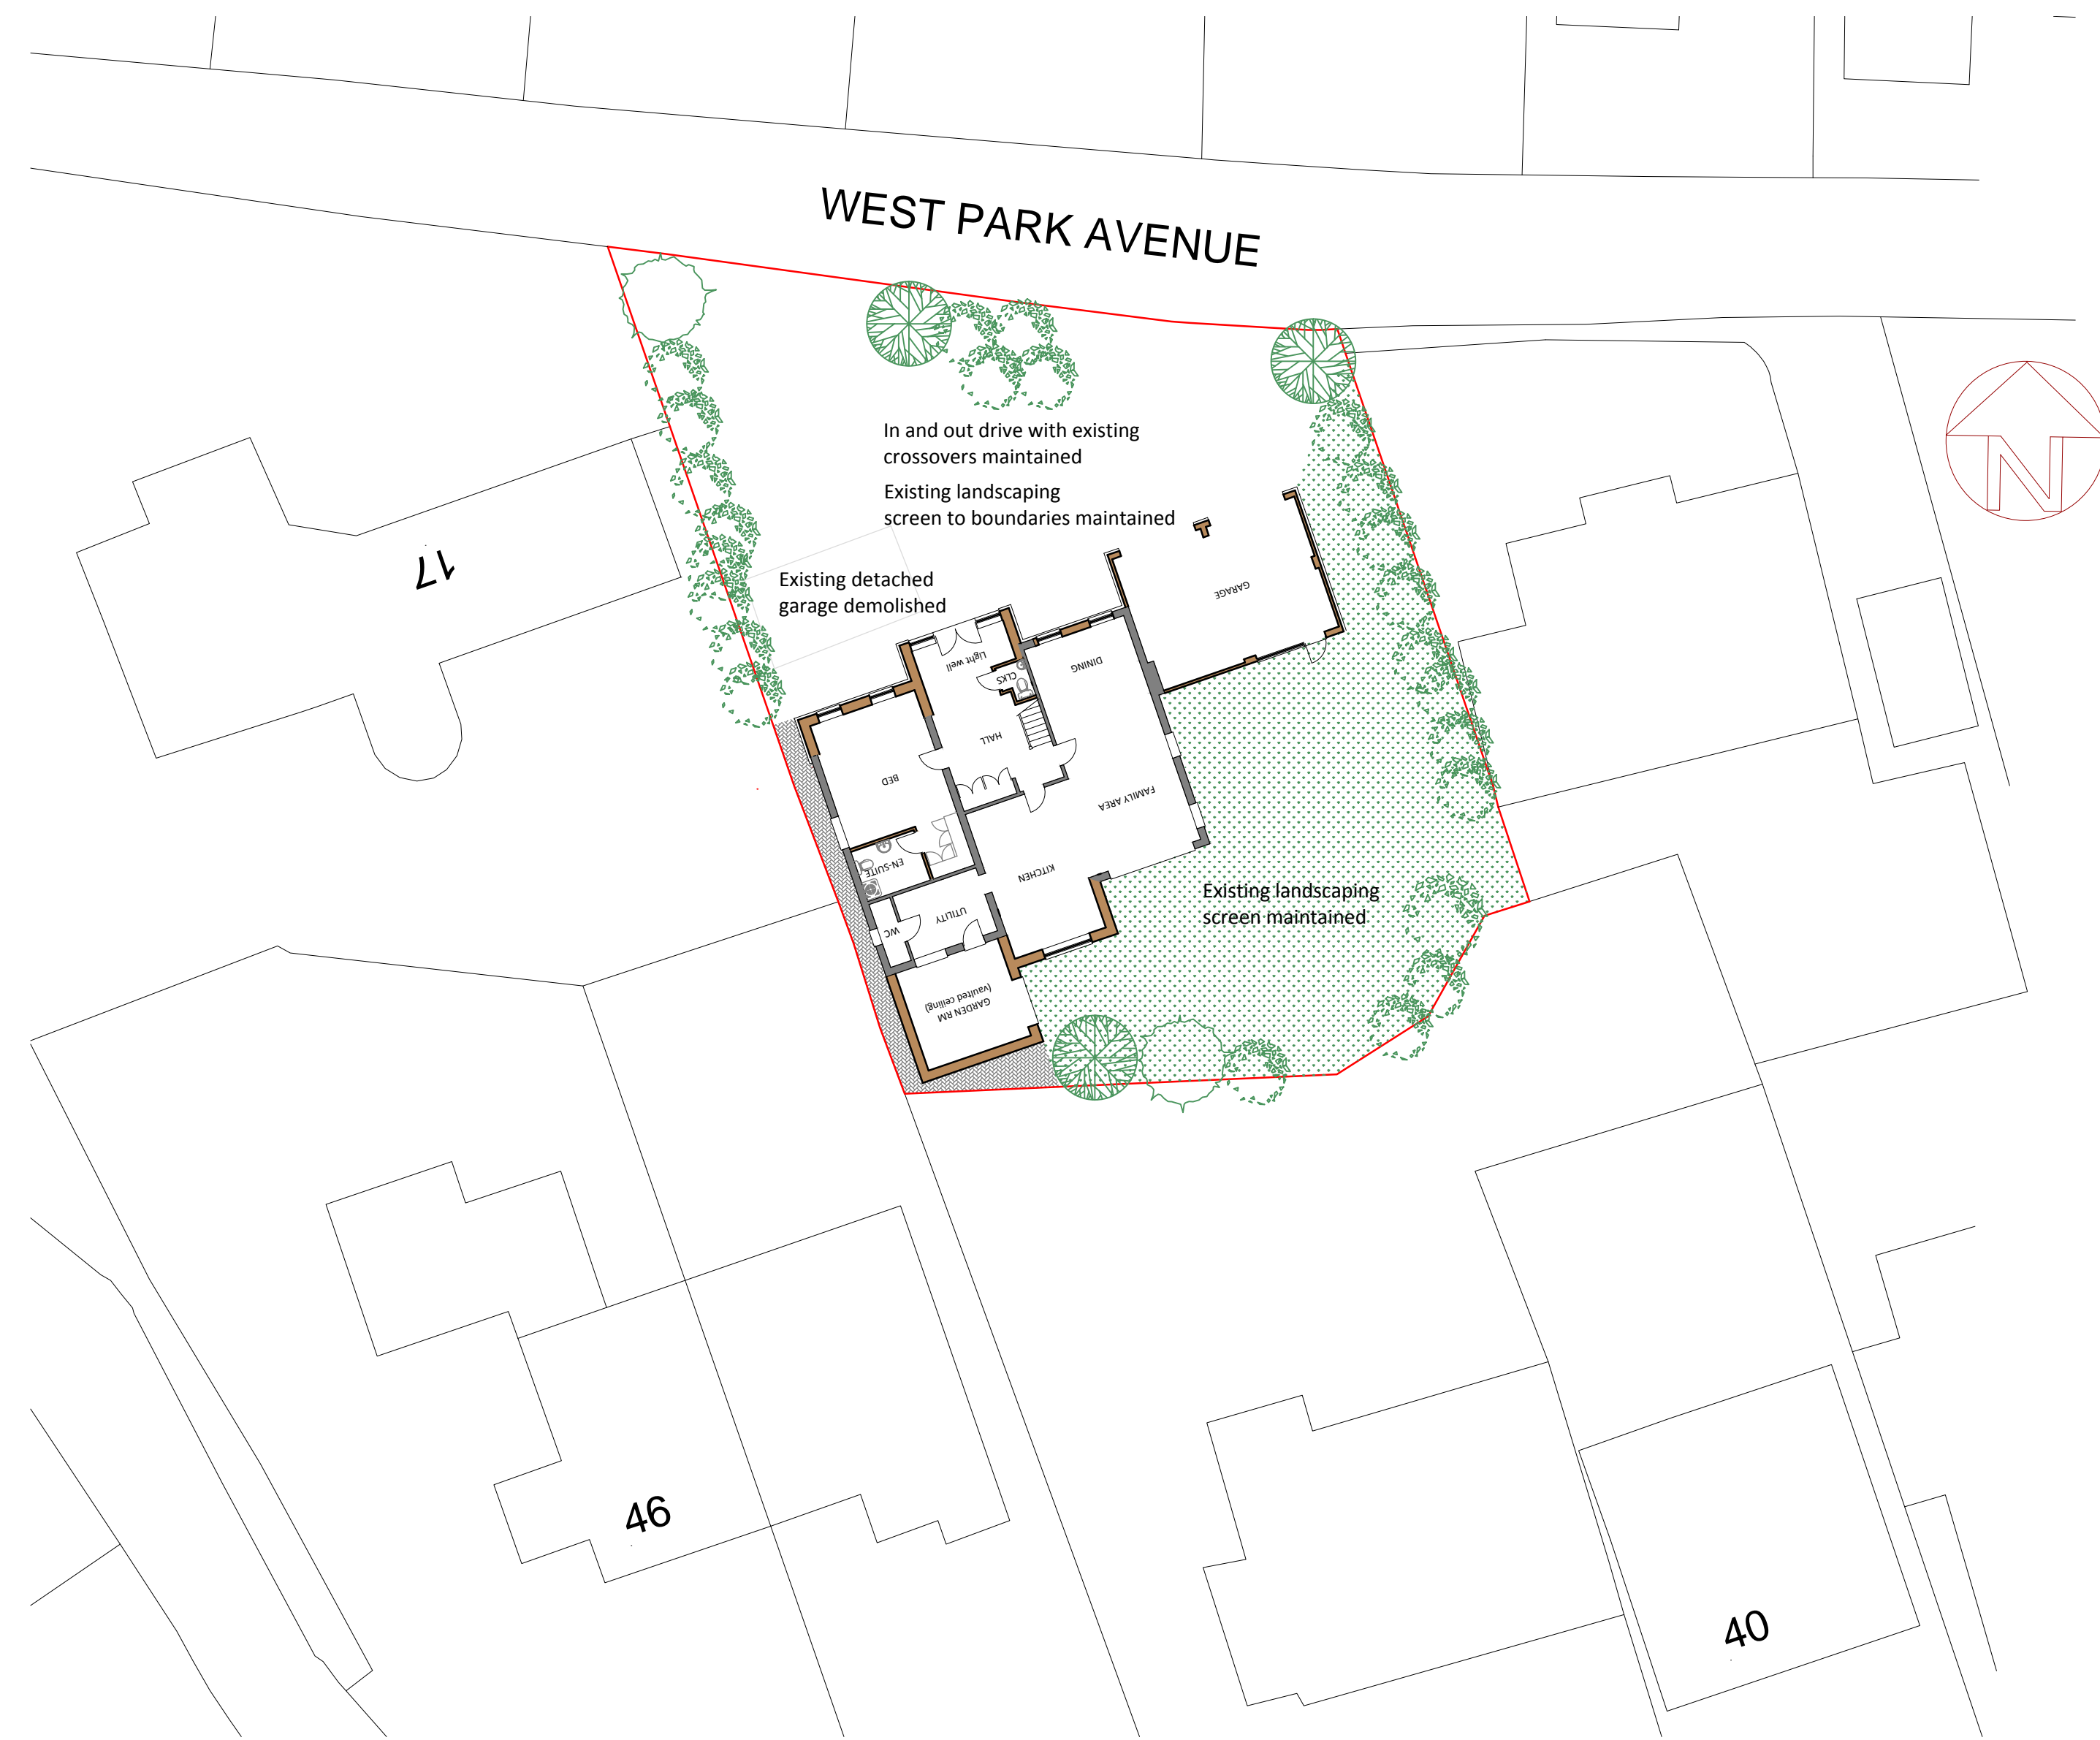 WEST PARK AVENUE
In and out drive with existing
crossovers maintained
Existing landscaping
screen to boundaries maintained
N
17
Existing detached
garage demolished
GARAGE
Light well
CLKS
DINING
HALL
BED
FAMILY AREA
EN-SUITE
KITCHEN
Existing landscaping
screen maintained
UTILITY
WC
GARDEN RM
(vaulted ceiling)
46
40